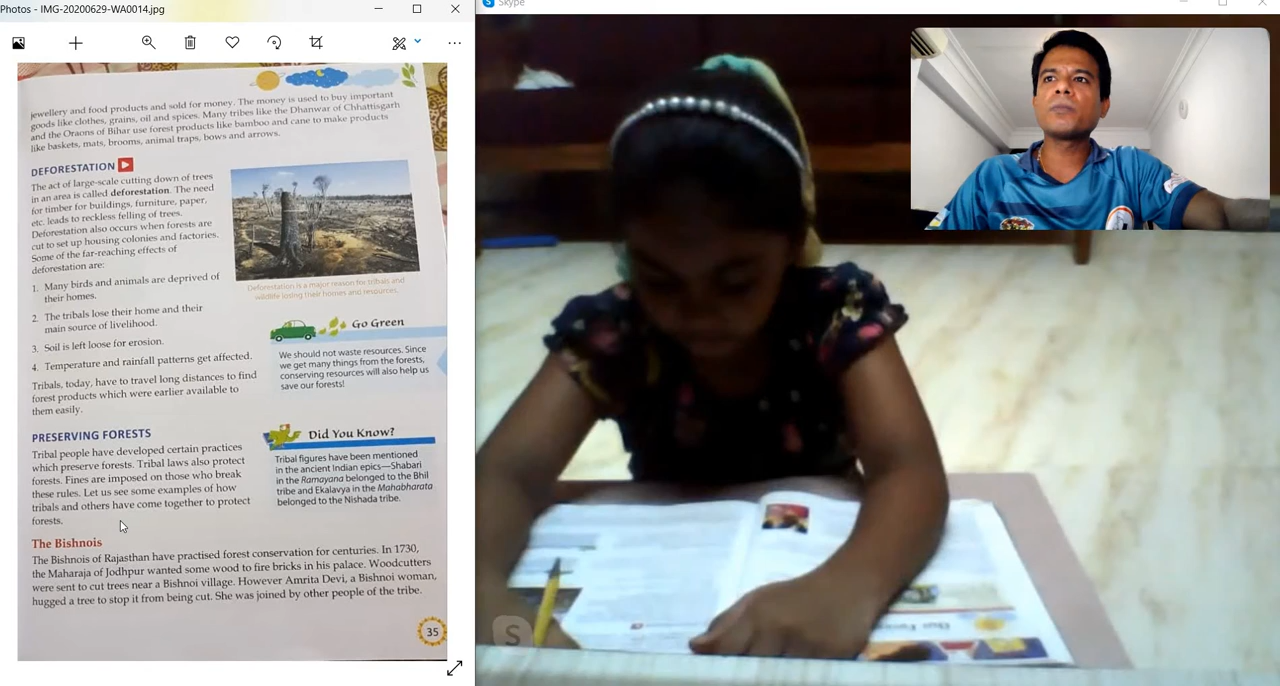 Photos - IMG-20200629-WA0014.jpg
Skype
jewellery and food products and sold for money. The money is used to buy important
goods like clothes, grains, oil and spices. Many tribes like the Dhanwar of Chhattisgarh
and the Oraons of Bihar use forest products like bamboo and cane to make products
like baskets, mats, brooms, animal traps, bows and arrows.
DEFORESTATION
The act of large-scale cutting down of trees
in an area is called deforestation. The need
for timber for buildings, furniture, paper,
etc. leads to reckless felling of trees.
Deforestation also occurs when forests are
cut to set up housing colonies and factories.
Some of the far-reaching effects of
deforestation are:
1. Many birds and animals are deprived of
their homes.
2. The tribals lose their home and their
main source of livelihood.
3. Soil is left loose for erosion.
4. Temperature and rainfall patterns get affected.
Tribals, today, have to travel long distances to find
forest products which were earlier available to
them easily.
Deforestation is a major reason for tribals and
wildlife losing their homes and resources.
Go Green
We should not waste resources. Since
we get many things from the forests,
conserving resources will also help us
save our forests!
PRESERVING FORESTS
Tribal people have developed certain practices
which preserve forests. Tribal laws also protect
forests. Fines are imposed on those who break
these rules. Let us see some examples of how
tribals and others have come together to protect
forests.
Did You Know?
Tribal figures have been mentioned
in the ancient Indian epics—Shabari
in the Ramayana belonged to the Bhil
tribe and Ekalavya in the Mahabharata
belonged to the Nishada tribe.
The Bishnois
The Bishnois of Rajasthan have practised forest conservation for centuries. In 1730,
the Maharaja of Jodhpur wanted some wood to fire bricks in his palace. Woodcutters
were sent to cut trees near a Bishnoi village. However Amrita Devi, a Bishnoi woman,
hugged a tree to stop it from being cut. She was joined by other people of the tribe.
35